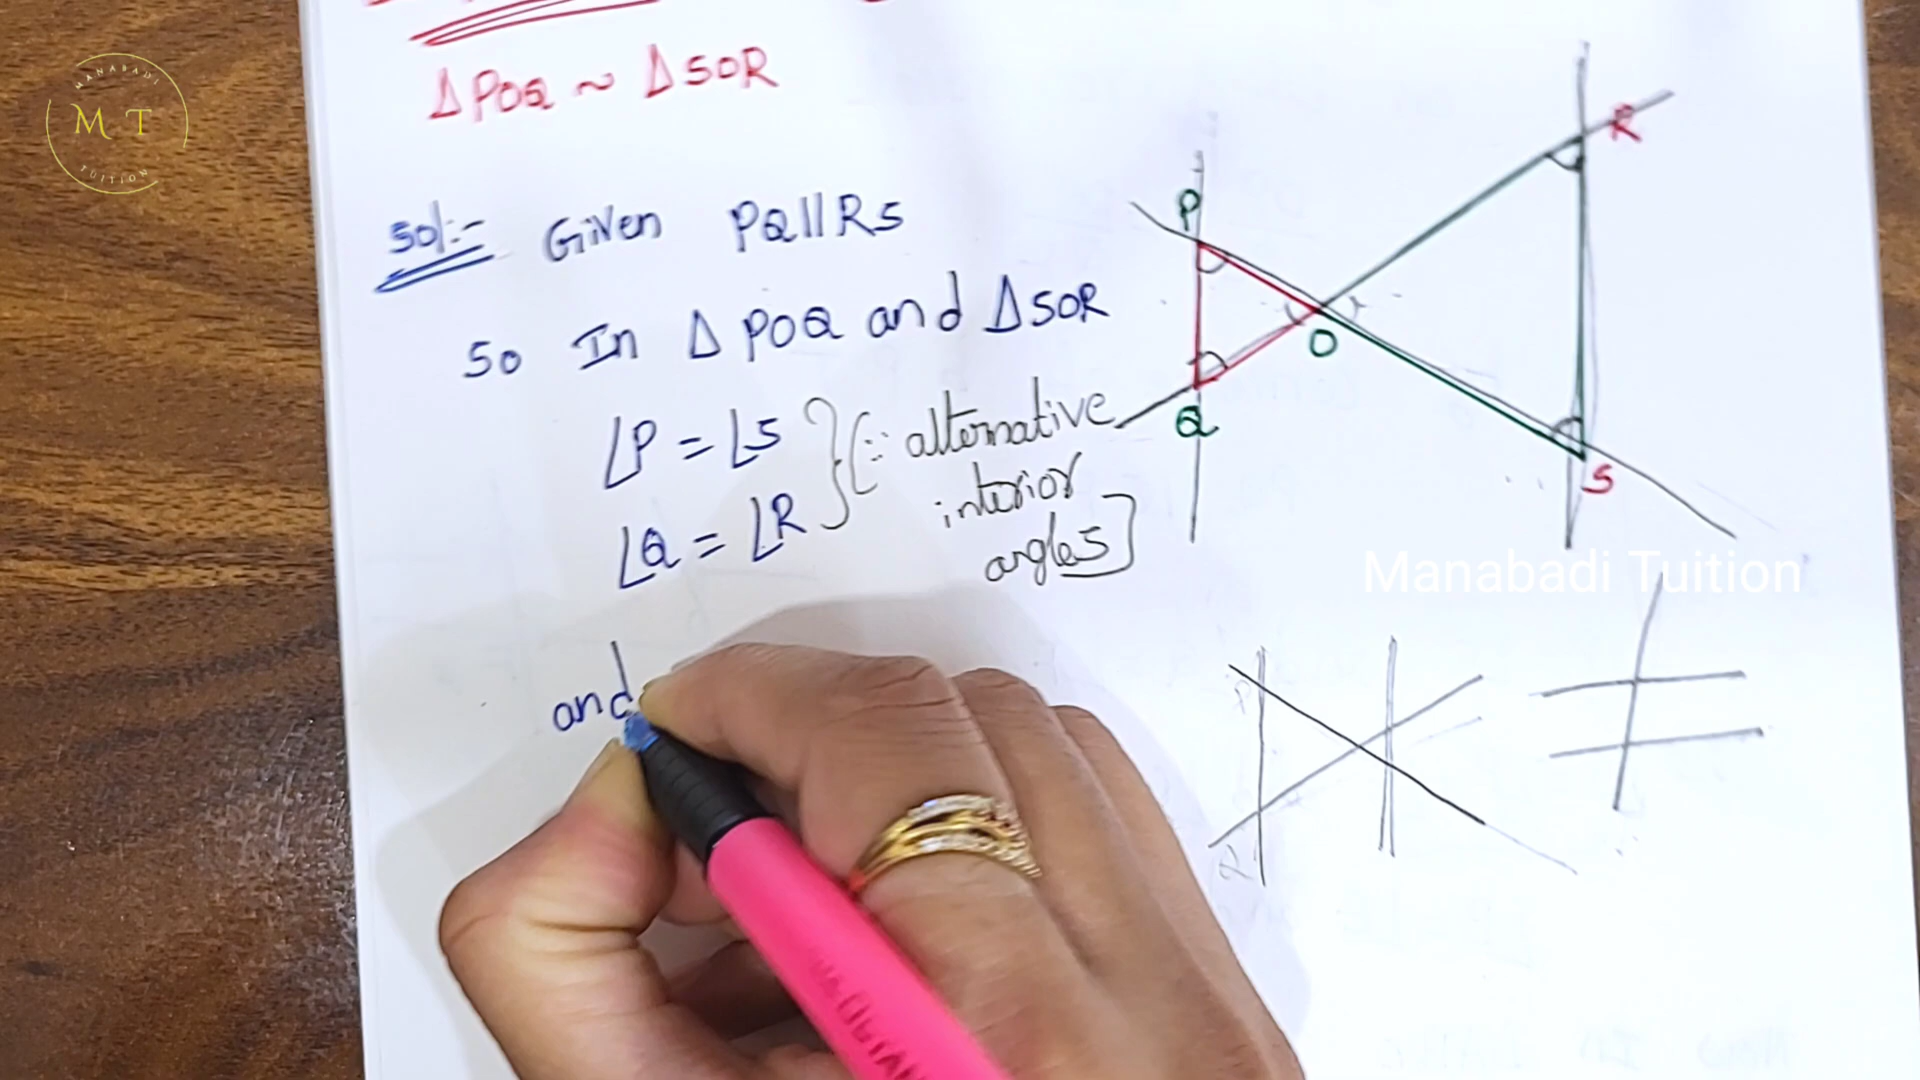 MANABADI
M T
TUITION
ΔPOQ ~ ΔSOR
Sol:- Given PQ||RS
So In ΔPOQ and ΔSOR
∠P = ∠S } [∵ alternative
∠Q = ∠R interior
angles]
and
P
Q
O
R
S
Manabadi Tuition